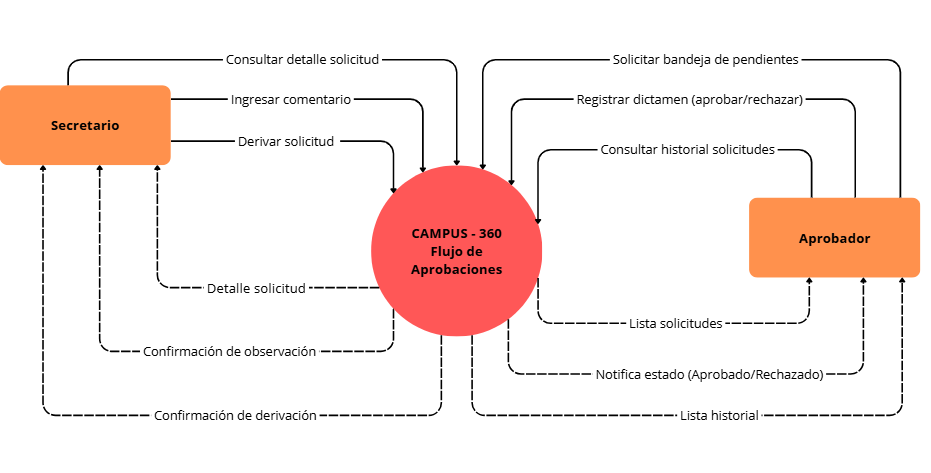 Consultar detalle solicitud
Solicitar bandeja de pendientes
Ingresar comentario
Registrar dictamen (aprobar/rechazar)
Secretario
Derivar solicitud
Consultar historial solicitudes
CAMPUS - 360
Flujo de
Aprobaciones
Aprobador
Detalle solicitud
Lista solicitudes
Confirmación de observación
Notifica estado (Aprobado/Rechazado)
Confirmación de derivación
Lista historial